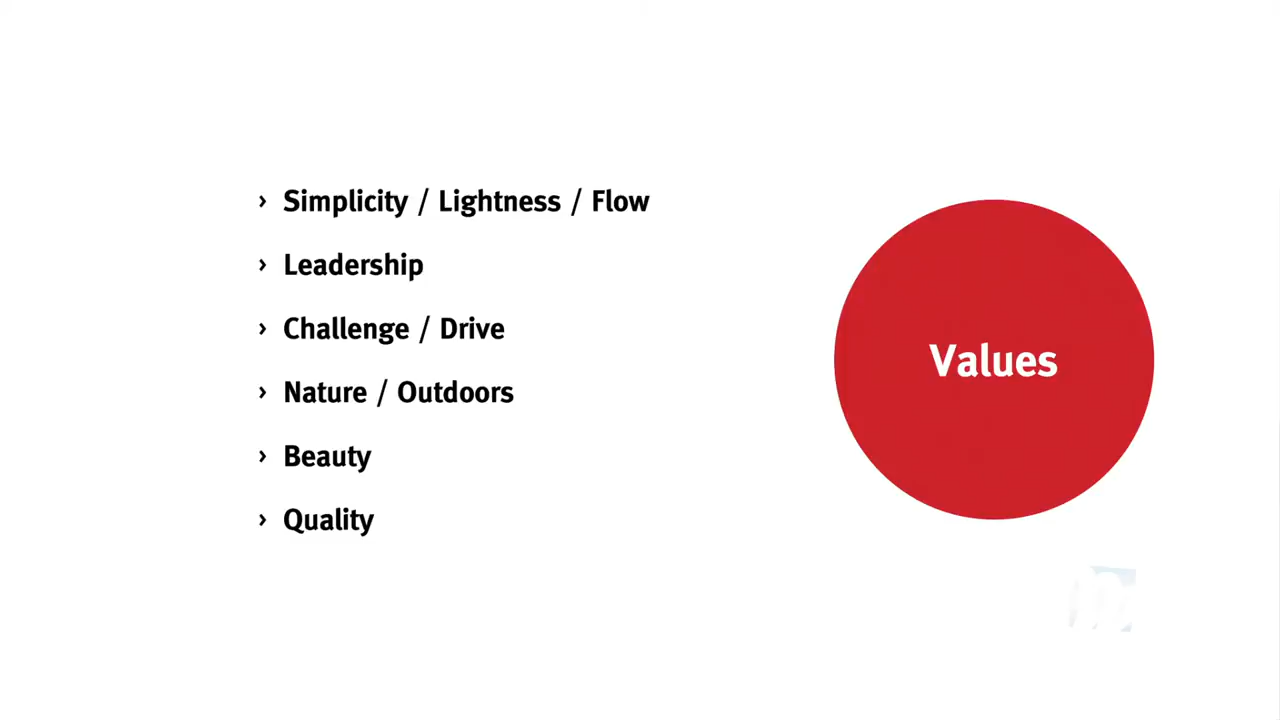 › Simplicity / Lightness / Flow
› Leadership
› Challenge / Drive
› Nature / Outdoors
› Beauty
› Quality
Values